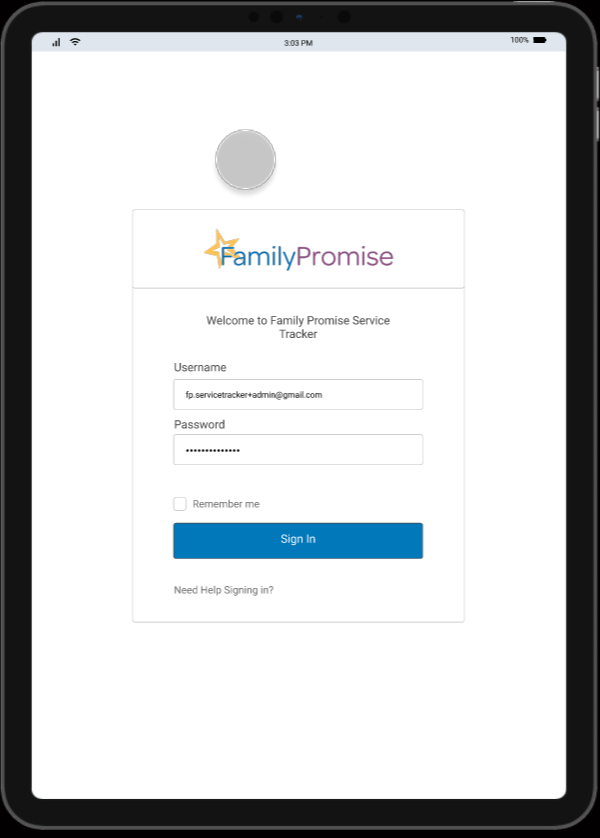 3:03 PM
100%
FamilyPromise
Welcome to Family Promise Service
Tracker
Username
fp.servicetracker+admin@gmail.com
Password
••••••••••••••
Remember me
Sign In
Need Help Signing in?